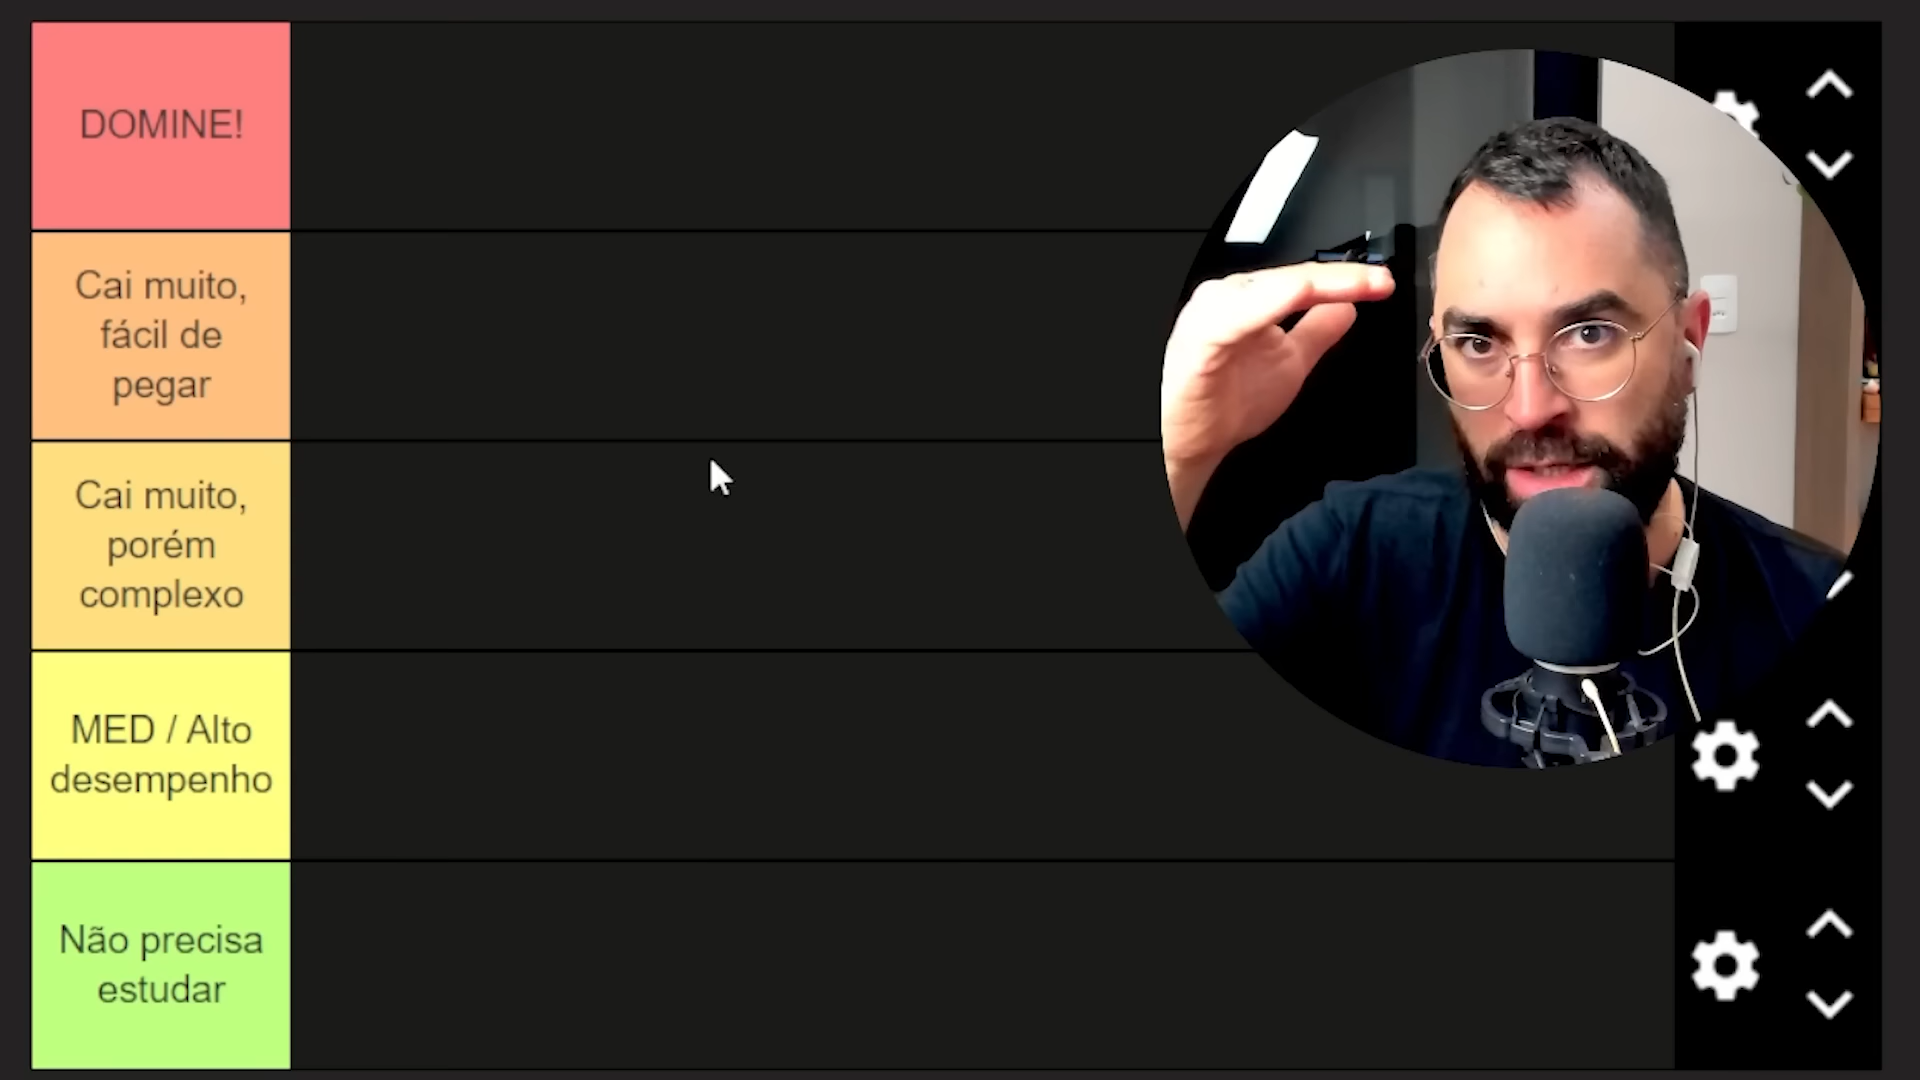 DOMINE!
Cai muito,
fácil de
pegar
Cai muito,
porém
complexo
MED / Alto
desempenho
Não precisa
estudar